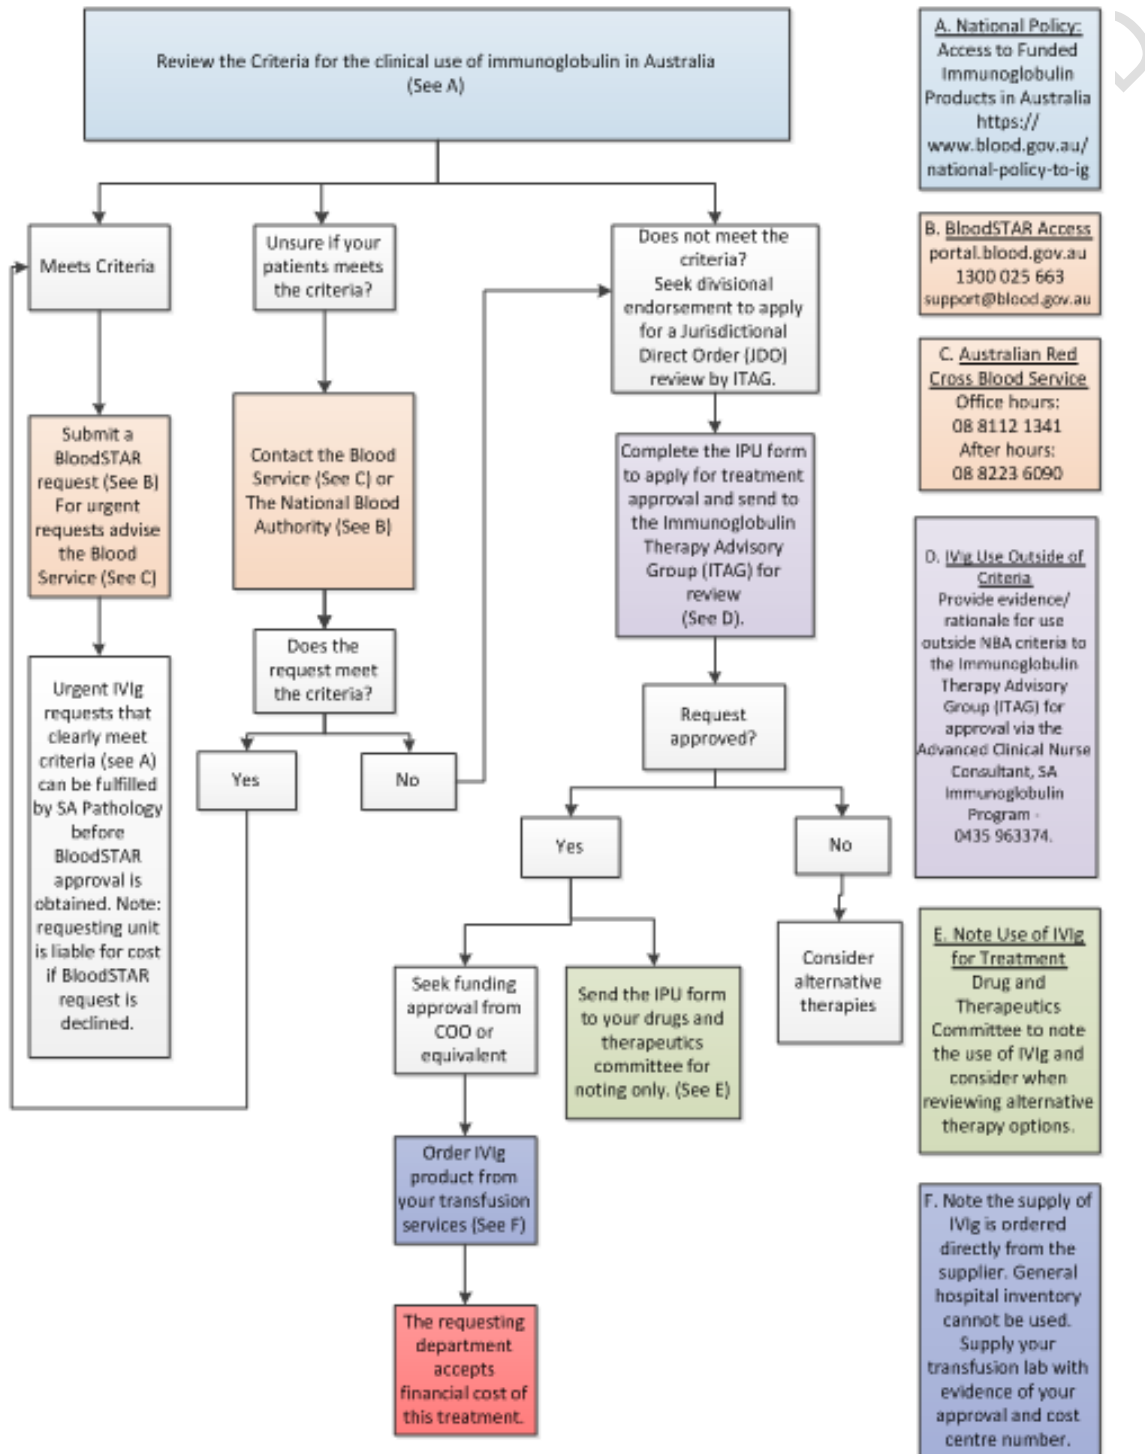 Review the Criteria for the clinical use of immunoglobulin in Australia
(See A)
Meets Criteria
Unsure if your
patients meets
the criteria?
Does not meet the
criteria?
Seek divisional
endorsement to apply
for a Jurisdictional
Direct Order (JDO)
review by ITAG.
Submit a
BloodSTAR
request (See B)
For urgent
requests advise
the Blood
Service (See C)
Contact the Blood
Service (See C) or
The National Blood
Authority (See B)
Complete the IPU form
to apply for treatment
approval and send to
the Immunoglobulin
Therapy Advisory
Group (ITAG) for
review
(See D).
Urgent IVIg
requests that
clearly meet
criteria (see A)
can be fulfilled
by SA Pathology
before
BloodSTAR
approval is
obtained. Note:
requesting unit
is liable for cost
if BloodSTAR
request is
declined.
Does the
request meet
the criteria?
Yes
No
Request
approved?
Yes
No
Seek funding
approval from
COO or
equivalent
Send the IPU form
to your drugs and
therapeutics
committee for
noting only. (See E)
Consider
alternative
therapies
Order IVIg
product from
your transfusion
services (See F)
The requesting
department
accepts
financial cost of
this treatment.
A. National Policy:
Access to Funded
Immunoglobulin
Products in Australia
https://
www.blood.gov.au/
national-policy-to-ig
B. BloodSTAR Access
portal.blood.gov.au
1300 025 663
support@blood.gov.au
C. Australian Red
Cross Blood Service
Office hours:
08 8112 1341
After hours:
08 8223 6090
D. IVig Use Outside of
Criteria
Provide evidence/
rationale for use
outside NBA criteria to
the Immunoglobulin
Therapy Advisory
Group (ITAG) for
approval via the
Advanced Clinical Nurse
Consultant, SA
Immunoglobulin
Program -
0435 963374.
E. Note Use of IVIg
for Treatment
Drug and
Therapeutics
Committee to note
the use of IVIg and
consider when
reviewing alternative
therapy options.
F. Note the supply of
IVIg is ordered
directly from the
supplier. General
hospital inventory
cannot be used.
Supply your
transfusion lab with
evidence of your
approval and cost
centre number.